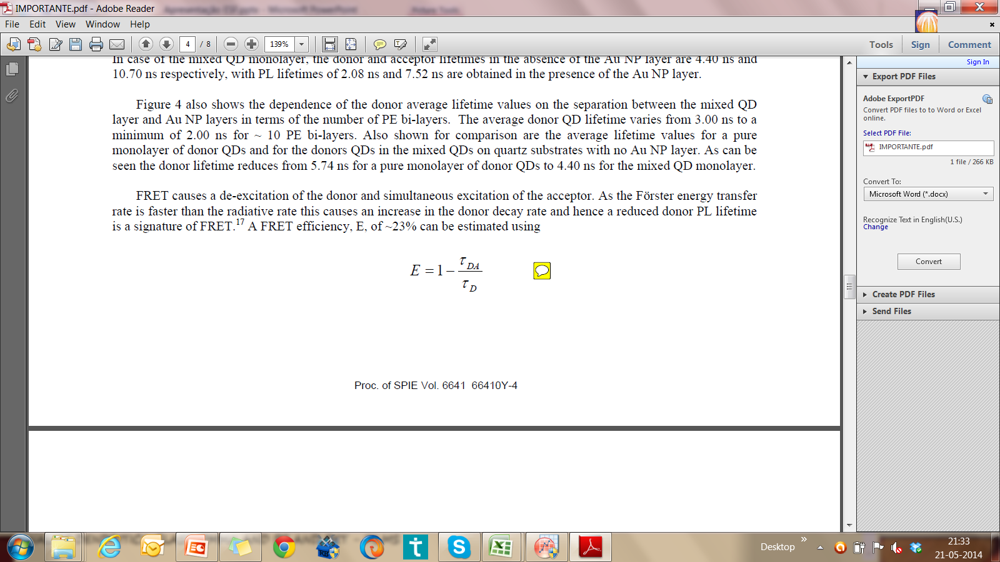 IMPORTANTE.pdf - Adobe Reader
Apresentação ESF.pptx - Microsoft PowerPoint
Picture Tools
File Edit View Window Help
4 / 8 139%
Tools Sign Comment
In case of the mixed QD monolayer, the donor and acceptor lifetimes in the absence of the Au NP layer are 4.40 ns and
10.70 ns respectively, with PL lifetimes of 2.08 ns and 7.52 ns are obtained in the presence of the Au NP layer.
Figure 4 also shows the dependence of the donor average lifetime values on the separation between the mixed QD
layer and Au NP layers in terms of the number of PE bi-layers. The average donor QD lifetime varies from 3.00 ns to a
minimum of 2.00 ns for ~ 10 PE bi-layers. Also shown for comparison are the average lifetime values for a pure
monolayer of donor QDs and for the donors QDs in the mixed QDs on quartz substrates with no Au NP layer. As can be
seen the donor lifetime reduces from 5.74 ns for a pure monolayer of donor QDs to 4.40 ns for the mixed QD monolayer.
FRET causes a de-excitation of the donor and simultaneous excitation of the acceptor. As the Förster energy transfer
rate is faster than the radiative rate this causes an increase in the donor decay rate and hence a reduced donor PL lifetime
is a signature of FRET.17 A FRET efficiency, E, of ~23% can be estimated using
E = 1 − τ DA / τ D
Proc. of SPIE Vol. 6641 66410Y-4
Sign In
Export PDF Files
Adobe ExportPDF
Convert PDF files to to Word or Excel
online.
Select PDF File:
IMPORTANTE.pdf
1 file / 266 KB
Convert To:
Microsoft Word (*.docx)
Recognize Text in English(U.S.)
Change
Convert
Create PDF Files
Send Files
Desktop
21:33
21-05-2014